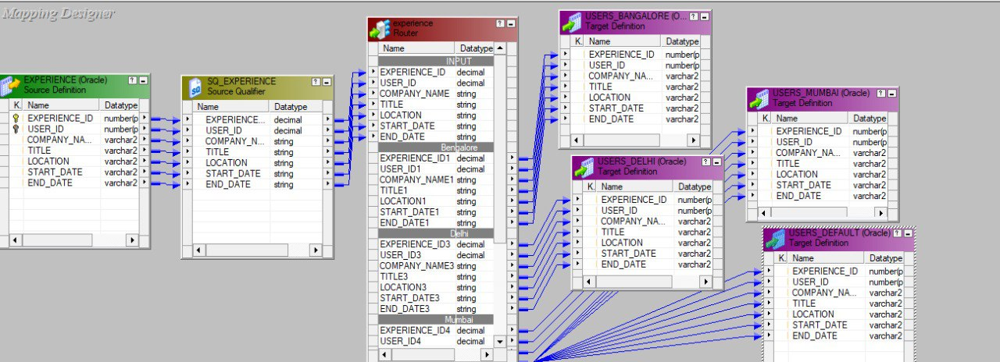 Mapping Designer
EXPERIENCE (Oracle)
Source Definition
K. Name Datatype
EXPERIENCE_ID number(p
USER_ID number(p
COMPANY_NA... varchar2
TITLE varchar2
LOCATION varchar2
START_DATE varchar2
END_DATE varchar2
SQ_EXPERIENCE
Source Qualifier
Name Datatype
EXPERIENCE... decimal
USER_ID decimal
COMPANY_N... string
TITLE string
LOCATION string
START_DATE string
END_DATE string
experience
Router
Name Datatype
INPUT
EXPERIENCE_ID decimal
USER_ID decimal
COMPANY_NAME string
TITLE string
LOCATION string
START_DATE string
END_DATE string
Bengalore
EXPERIENCE_ID1 decimal
USER_ID1 decimal
COMPANY_NAME1 string
TITLE1 string
LOCATION1 string
START_DATE1 string
END_DATE1 string
Delhi
EXPERIENCE_ID3 decimal
USER_ID3 decimal
COMPANY_NAME3 string
TITLE3 string
LOCATION3 string
START_DATE3 string
END_DATE3 string
Mumbai
EXPERIENCE_ID4 decimal
USER_ID4 decimal
USERS_BANGALORE (O...
Target Definition
K. Name Datatype
EXPERIENCE_ID number(p
USER_ID number(p
COMPANY_NA... varchar2
TITLE varchar2
LOCATION varchar2
START_DATE varchar2
END_DATE varchar2
USERS_DELHI (Oracle)
Target Definition
K. Name Datatype
EXPERIENCE_ID number(p
USER_ID number(p
COMPANY_NA... varchar2
TITLE varchar2
LOCATION varchar2
START_DATE varchar2
END_DATE varchar2
USERS_MUMBAI (Oracle)
Target Definition
K. Name Datatype
EXPERIENCE_ID number(p
USER_ID number(p
COMPANY_NA... varchar2
TITLE varchar2
LOCATION varchar2
START_DATE varchar2
END_DATE varchar2
USERS_DEFAULT (Oracle)
Target Definition
K. Name Datatype
EXPERIENCE_ID number(p
USER_ID number(p
COMPANY_NA... varchar2
TITLE varchar2
LOCATION varchar2
START_DATE varchar2
END_DATE varchar2